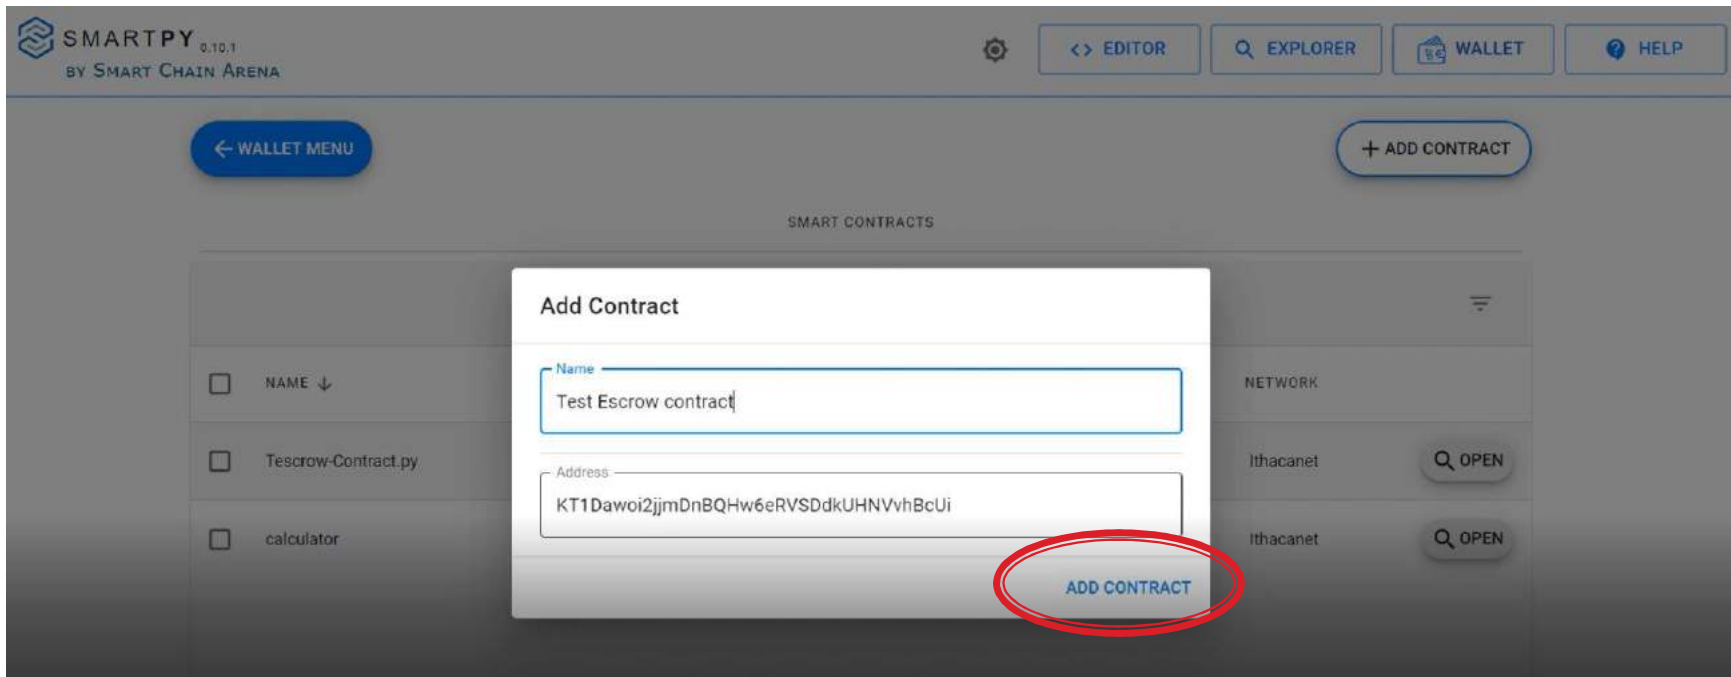 SMARTPY 0.10.1
BY SMART CHAIN ARENA
<> EDITOR
EXPLORER
WALLET
HELP
← WALLET MENU
+ ADD CONTRACT
SMART CONTRACTS
Add Contract
Name
Test Escrow contract
Address
KT1Dawoi2jjmDnBQHw6eRVSDdkUHNVvhBcUi
ADD CONTRACT
NAME ↓
NETWORK
Tescrow-Contract.py
Ithacanet
OPEN
calculator
Ithacanet
OPEN